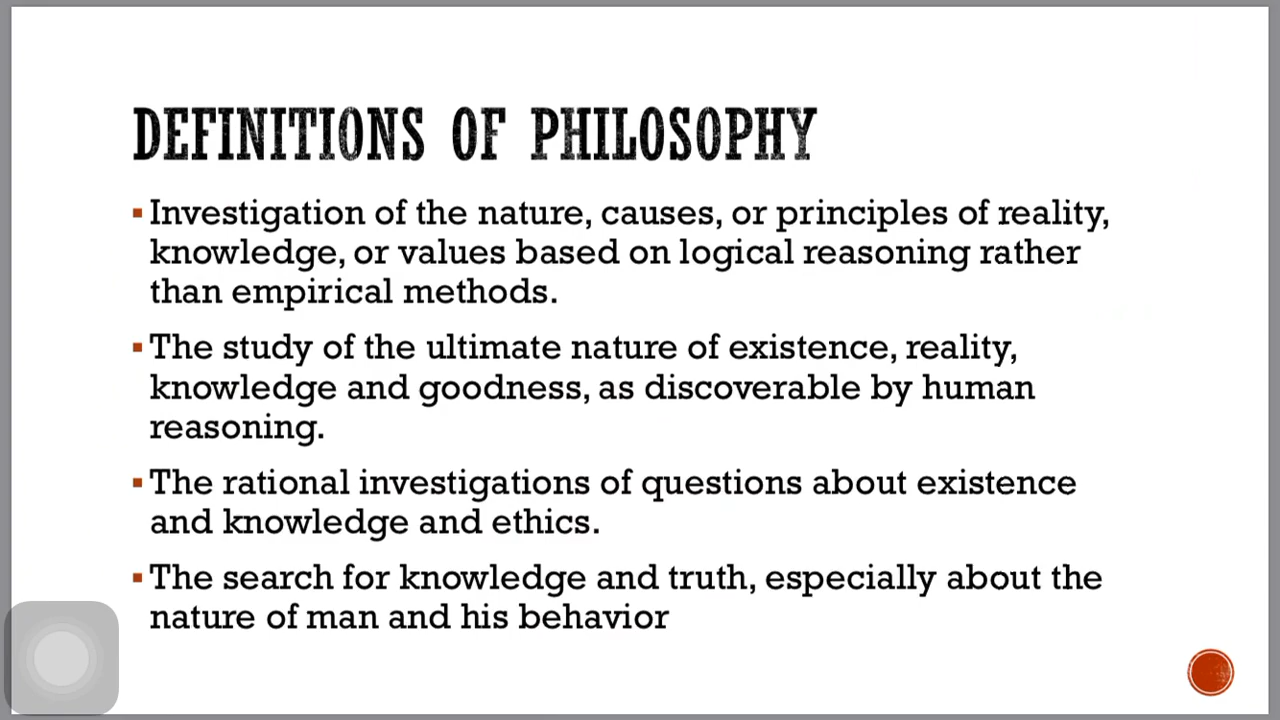 DEFINITIONS OF PHILOSOPHY
▪ Investigation of the nature, causes, or principles of reality,
knowledge, or values based on logical reasoning rather
than empirical methods.
▪ The study of the ultimate nature of existence, reality,
knowledge and goodness, as discoverable by human
reasoning.
▪ The rational investigations of questions about existence
and knowledge and ethics.
▪ The search for knowledge and truth, especially about the
nature of man and his behavior